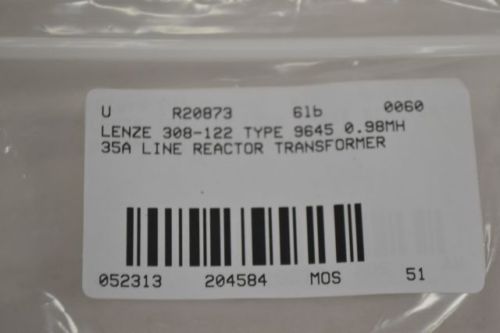 U R20873 6lb 0060
LENZE 308-122 TYPE 9645 0.98MH
35A LINE REACTOR TRANSFORMER
052313 204584 MOS 51